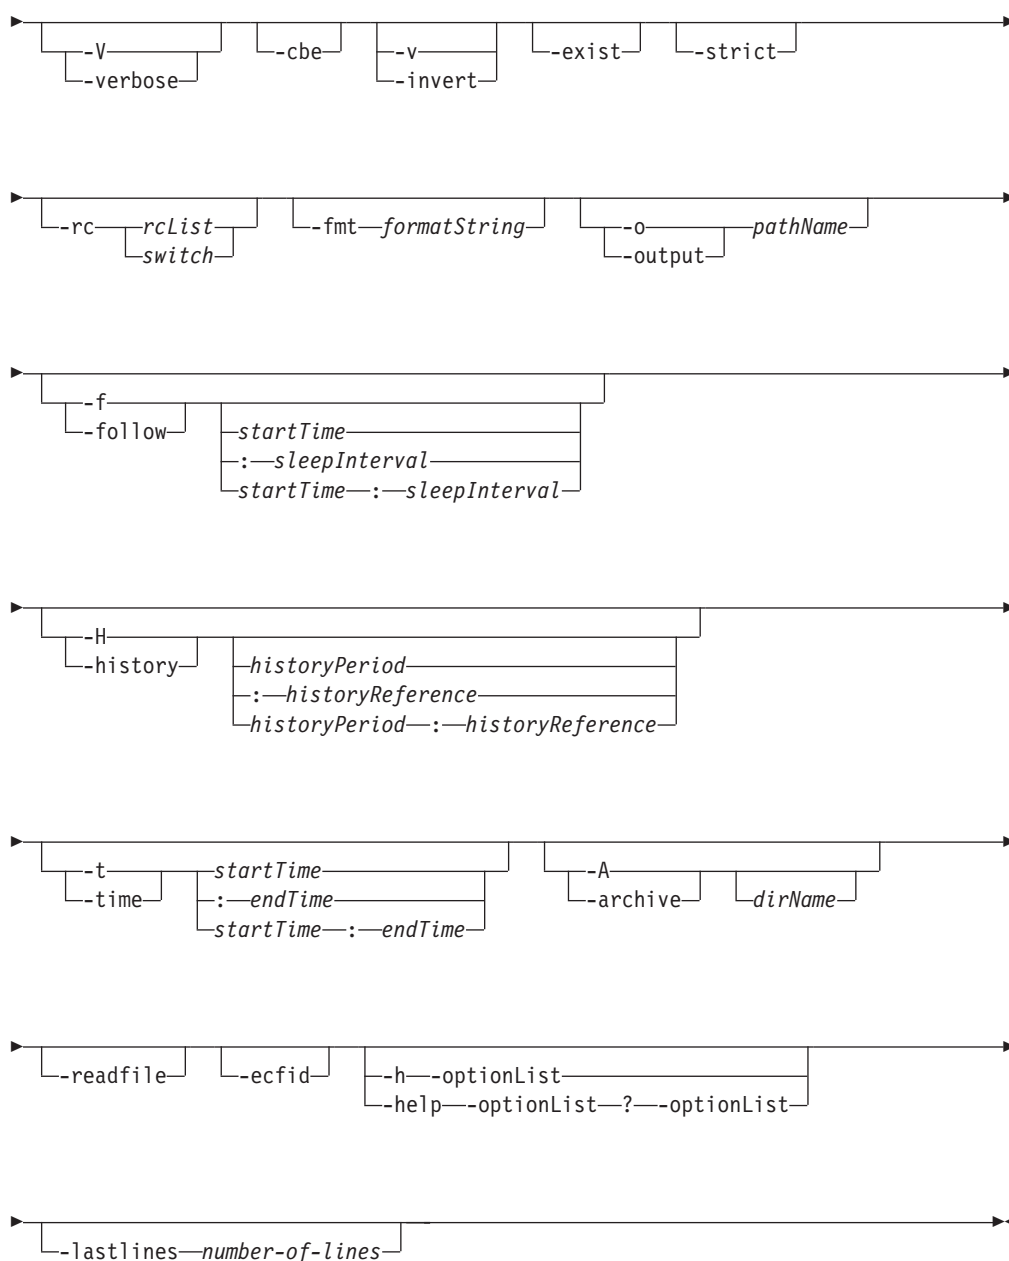 -V -cbe -v -exist -strict
-verbose -invert
-rc rcList -fmt formatString -o pathName
switch -output
-f
-follow startTime
: sleepInterval
startTime : sleepInterval
-H
-history historyPeriod
: historyReference
historyPeriod : historyReference
-t startTime -A
-time : endTime -archive dirName
startTime : endTime
-readfile -ecfid -h -optionList
-help -optionList ? -optionList
-lastlines number-of-lines